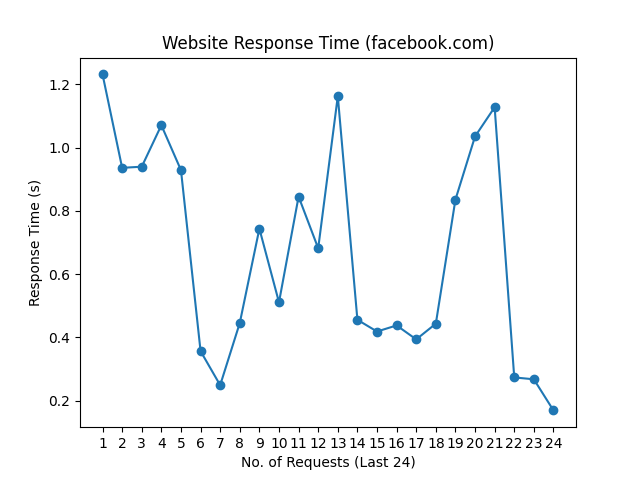 Website Response Time (facebook.com)
Response Time (s)
1.2
1.0
0.8
0.6
0.4
0.2
1 2 3 4 5 6 7 8 9 10 11 12 13 14 15 16 17 18 19 20 21 22 23 24
No. of Requests (Last 24)